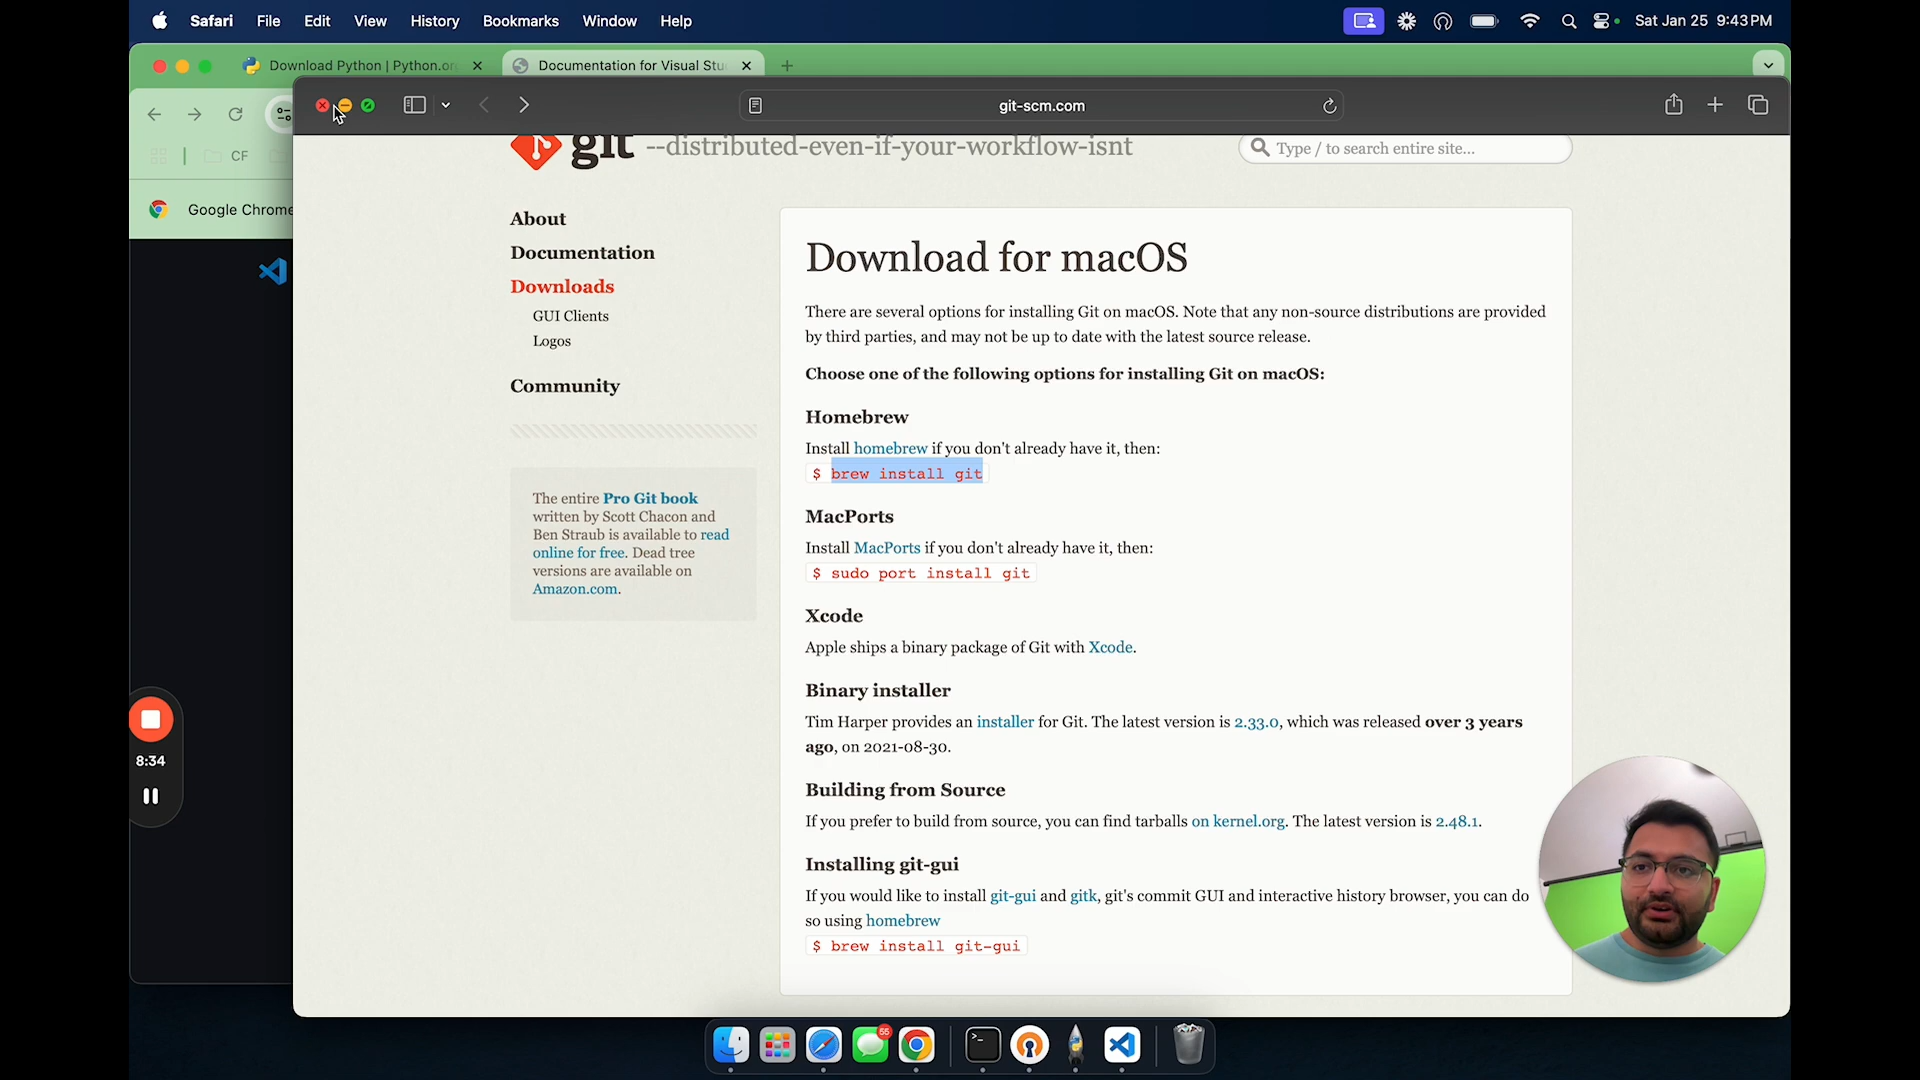 Safari File Edit View History Bookmarks Window Help
Sat Jan 25 9:43 PM
Download Python | Python.or
Documentation for Visual Stu
git-scm.com
CF
Google Chrome
git --distributed-even-if-your-workflow-isnt
Type / to search entire site...
About
Documentation
Downloads
GUI Clients
Logos
Community
The entire Pro Git book
written by Scott Chacon and
Ben Straub is available to read
online for free. Dead tree
versions are available on
Amazon.com.
Download for macOS
There are several options for installing Git on macOS. Note that any non-source distributions are provided
by third parties, and may not be up to date with the latest source release.
Choose one of the following options for installing Git on macOS:
Homebrew
Install homebrew if you don't already have it, then:
$ brew install git
MacPorts
Install MacPorts if you don't already have it, then:
$ sudo port install git
Xcode
Apple ships a binary package of Git with Xcode.
Binary installer
Tim Harper provides an installer for Git. The latest version is 2.33.0, which was released over 3 years
ago, on 2021-08-30.
Building from Source
If you prefer to build from source, you can find tarballs on kernel.org. The latest version is 2.48.1.
Installing git-gui
If you would like to install git-gui and gitk, git's commit GUI and interactive history browser, you can do
so using homebrew
$ brew install git-gui
8:34
55